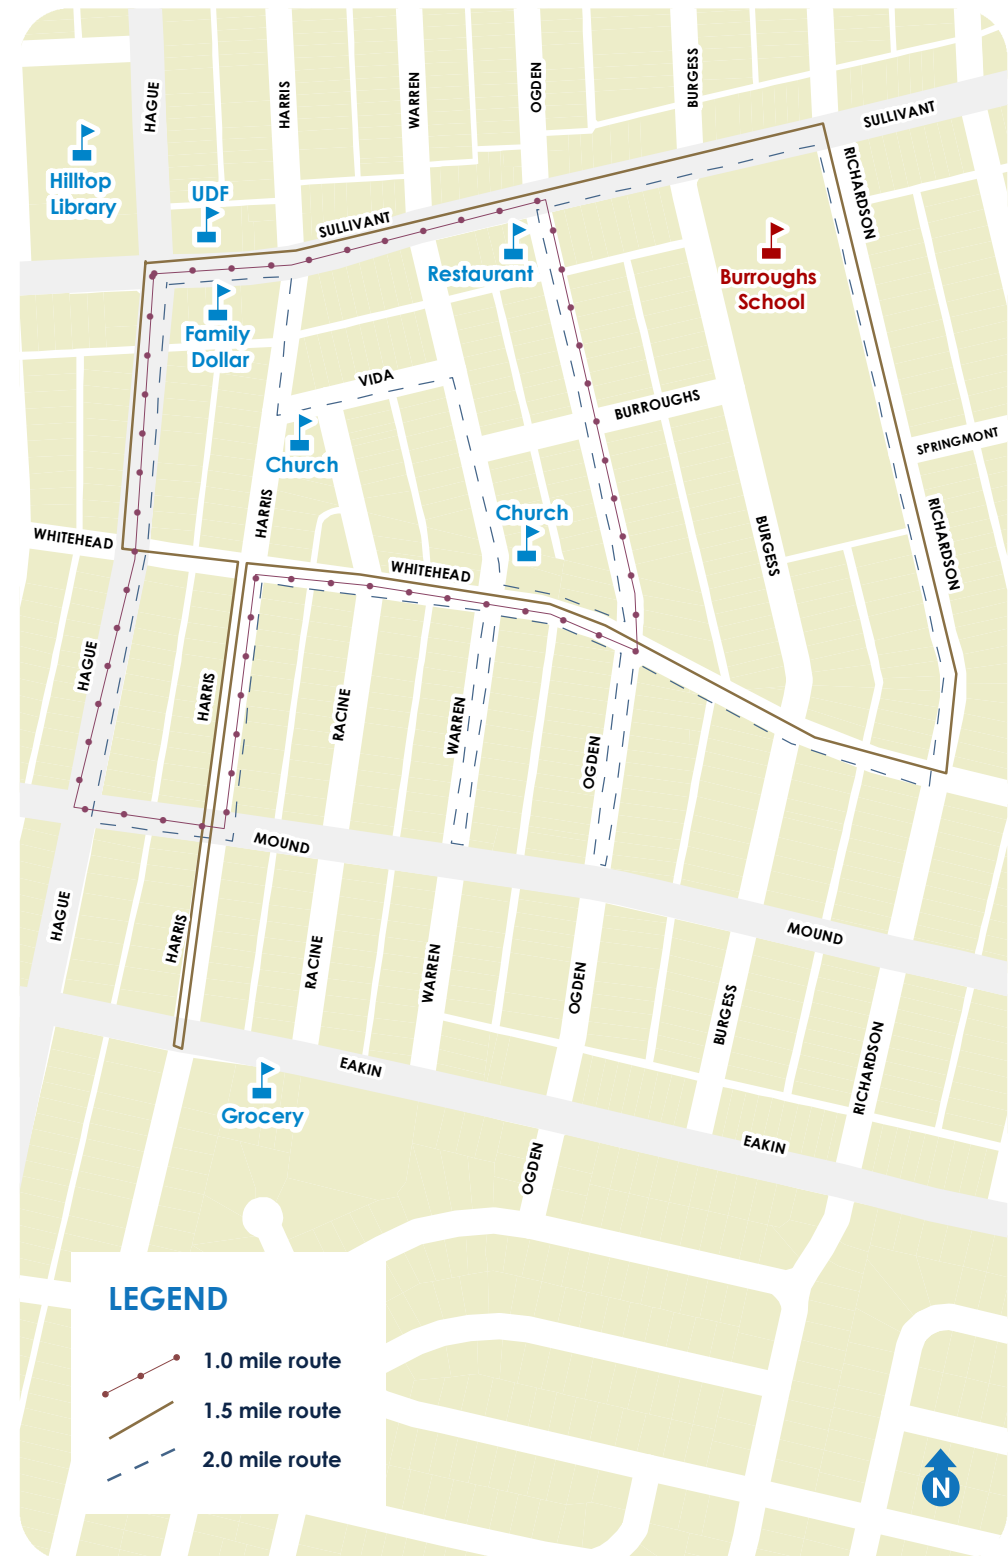 HAGUE
HARRIS
WARREN
OGDEN
BURGESS
SULLIVANT
Hilltop
Library
UDF
SULLIVANT
RICHARDSON
Restaurant
Burroughs
School
Family
Dollar
VIDA
BURROUGHS
SPRINGMONT
Church
HARRIS
Church
WHITEHEAD
WHITEHEAD
BURGESS
RICHARDSON
HAGUE
HARRIS
RACINE
WARREN
OGDEN
MOUND
HAGUE
HARRIS
RACINE
WARREN
OGDEN
MOUND
BURGESS
RICHARDSON
EAKIN
Grocery
EAKIN
OGDEN
LEGEND
1.0 mile route
1.5 mile route
2.0 mile route
N